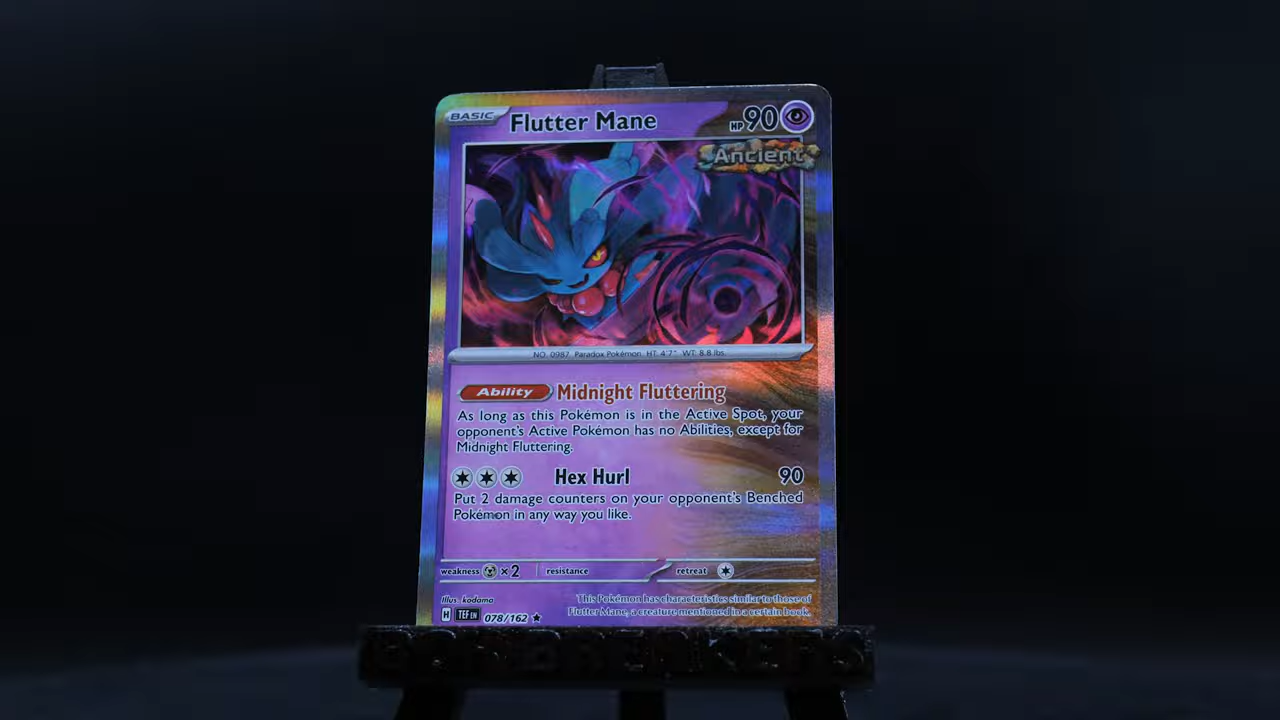 BASIC Flutter Mane HP 90
Ancient
NO. 0987 Paradox Pokémon HT: 4'7" WT: 8.8 lbs.
Ability Midnight Fluttering
As long as this Pokémon is in the Active Spot, your
opponent's Active Pokémon has no Abilities, except for
Midnight Fluttering.
Hex Hurl 90
Put 2 damage counters on your opponent's Benched
Pokémon in any way you like.
weakness ×2 resistance retreat
Illus. kodama
This Pokémon has characteristics similar to those of
Flutter Mane, a creature mentioned in a certain book.
H TEF EN 078/162